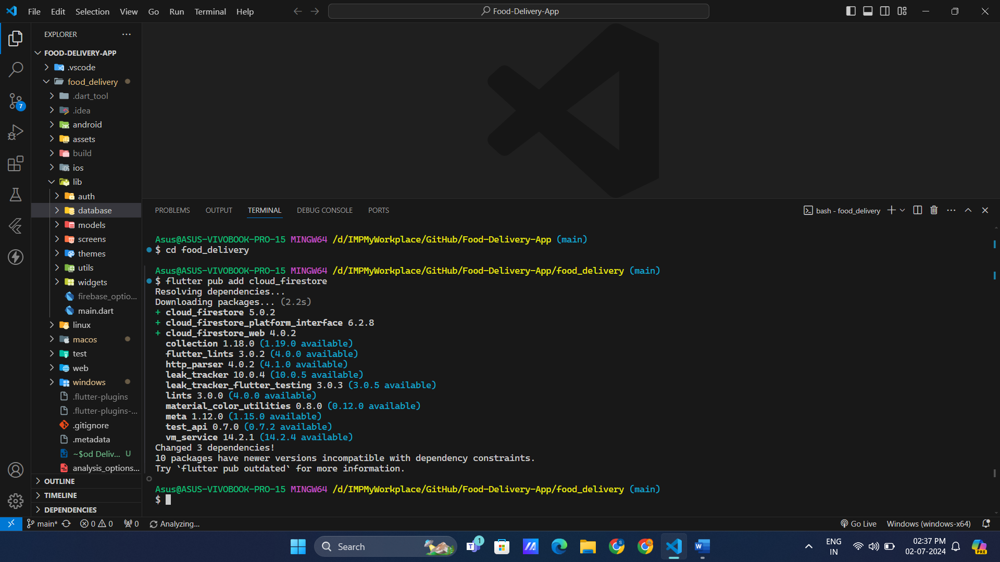 File Edit Selection View Go Run Terminal Help
Food-Delivery-App
EXPLORER
FOOD-DELIVERY-APP
.vscode
food_delivery
.dart_tool
.idea
android
assets
build
ios
lib
auth
database
models
screens
themes
utils
widgets
firebase_optio...
main.dart
linux
macos
test
web
windows
.flutter-plugins
.flutter-plugins-...
.gitignore
.metadata
~$od Deliv... U
analysis_options...
OUTLINE
TIMELINE
DEPENDENCIES
7
PROBLEMS OUTPUT TERMINAL DEBUG CONSOLE PORTS
bash - food_delivery
Asus@ASUS-VIVOBOOK-PRO-15 MINGW64 /d/IMPMyWorkplace/GitHub/Food-Delivery-App (main)
$ cd food_delivery
Asus@ASUS-VIVOBOOK-PRO-15 MINGW64 /d/IMPMyWorkplace/GitHub/Food-Delivery-App/food_delivery (main)
$ flutter pub add cloud_firestore
Resolving dependencies...
Downloading packages... (2.2s)
+ cloud_firestore 5.0.2
+ cloud_firestore_platform_interface 6.2.8
+ cloud_firestore_web 4.0.2
collection 1.18.0 (1.19.0 available)
flutter_lints 3.0.2 (4.0.0 available)
http_parser 4.0.2 (4.1.0 available)
leak_tracker 10.0.4 (10.0.5 available)
leak_tracker_flutter_testing 3.0.3 (3.0.5 available)
lints 3.0.0 (4.0.0 available)
material_color_utilities 0.8.0 (0.12.0 available)
meta 1.12.0 (1.15.0 available)
test_api 0.7.0 (0.7.2 available)
vm_service 14.2.1 (14.2.4 available)
Changed 3 dependencies!
10 packages have newer versions incompatible with dependency constraints.
Try `flutter pub outdated` for more information.
Asus@ASUS-VIVOBOOK-PRO-15 MINGW64 /d/IMPMyWorkplace/GitHub/Food-Delivery-App/food_delivery (main)
$
main* 0 0 0 Analyzing...
Go Live Windows (windows-x64)
Search
1
ENG
IN
02:37 PM
02-07-2024
PRE